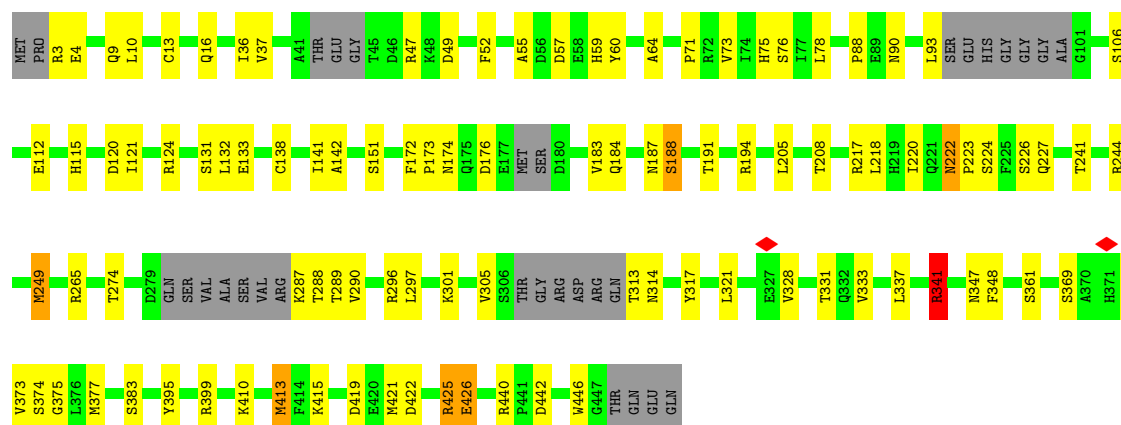 MET PRO R3 E4 Q9 L10 C13 Q16 I36 V37 A41 THR GLU GLY T45 D46 R47 K48 D49 F52 A55 D56 D57 E58 H59 Y60 A64 P71 R72 V73 I74 H75 S76 I77 L78 P88 E89 N90 L93 SER GLU HIS GLY GLY GLY ALA G101 S106
E112 H115 D120 I121 R124 S131 L132 E133 C138 I141 A142 S151 F172 P173 N174 Q175 D176 E177 MET SER D180 V183 Q184 N187 S188 T191 R194 L205 T208 R217 L218 H219 I220 Q221 N222 P223 S224 F225 S226 Q227 T241 R244
M249 R265 T274 D279 GLN SER VAL ALA SER VAL ARG K287 T288 T289 V290 R296 L297 K301 V305 S306 THR GLY ARG ASP ARG GLN T313 N314 Y317 L321 E327 V328 T331 Q332 V333 L337 R341 N347 F348 S361 S369 A370 H371
V373 S374 G375 L376 M377 S383 Y395 R399 K410 M413 F414 K415 D419 E420 M421 D422 R425 E426 R440 P441 D442 W446 G447 THR GLN GLU GLN